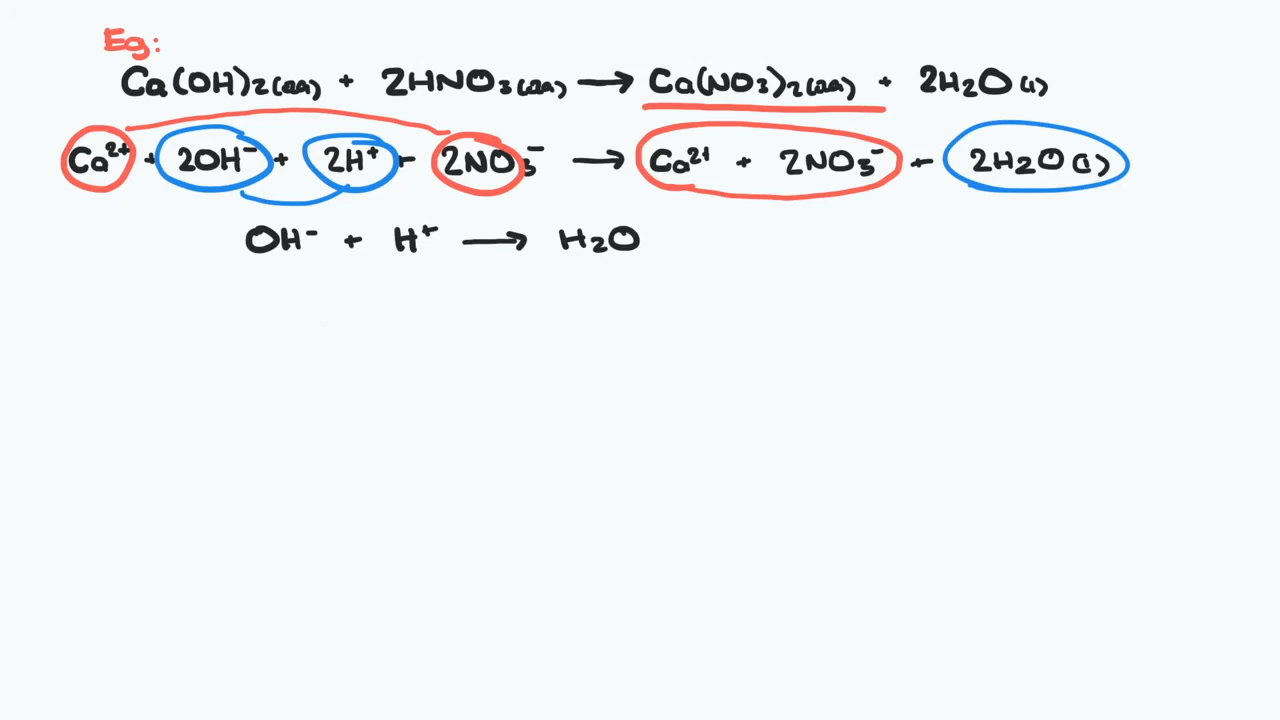 Eg:
Ca(OH)₂(aq) + 2HNO₃(aq) → Ca(NO₃)₂(aq) + 2H₂O(l)
Ca²⁺ + 2OH⁻ + 2H⁺ + 2NO₃⁻ → Ca²⁺ + 2NO₃⁻ + 2H₂O(l)
OH⁻ + H⁺ → H₂O